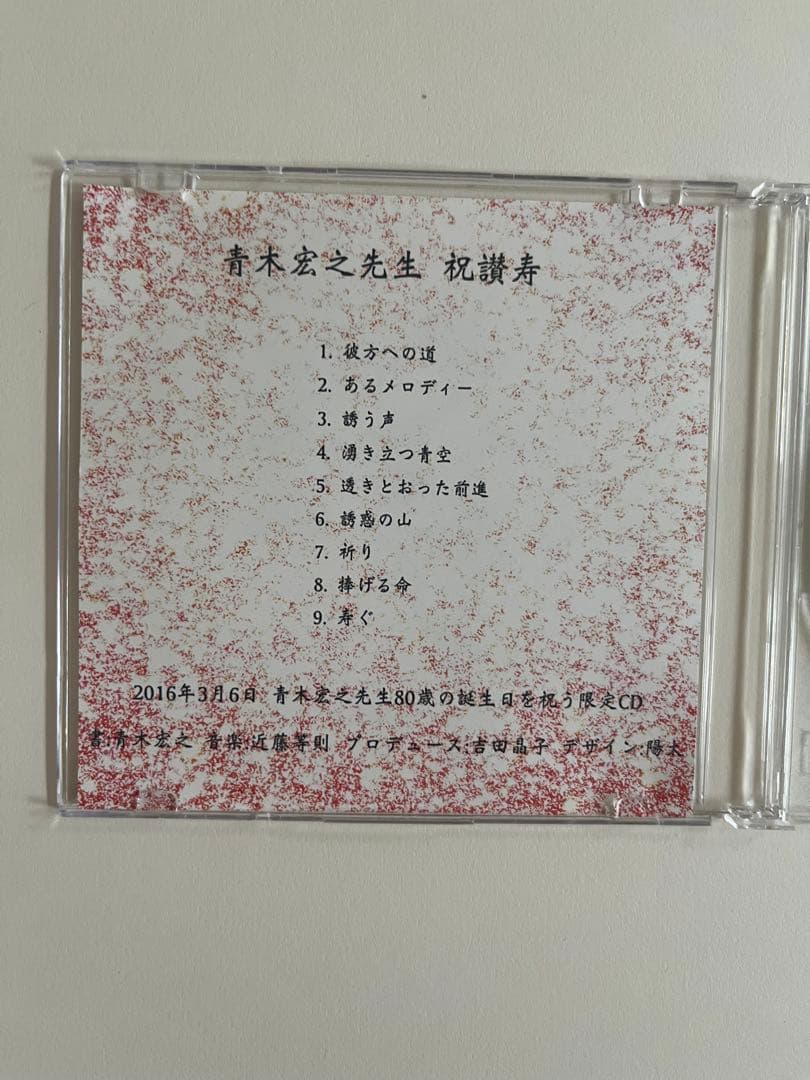 青木宏之先生 祝讃寿
1. 彼方への道
2. あるメロディー
3. 誘う声
4. 湧き立つ青空
5. 透きとおった前進
6. 誘惑の山
7. 祈り
8. 捧げる命
9. 寿ぐ
2016年3月6日 青木宏之先生80歳の誕生日を祝う限定CD
書:青木宏之 音楽:近藤等則 プロデュース:吉田晶子 デザイン:陽太